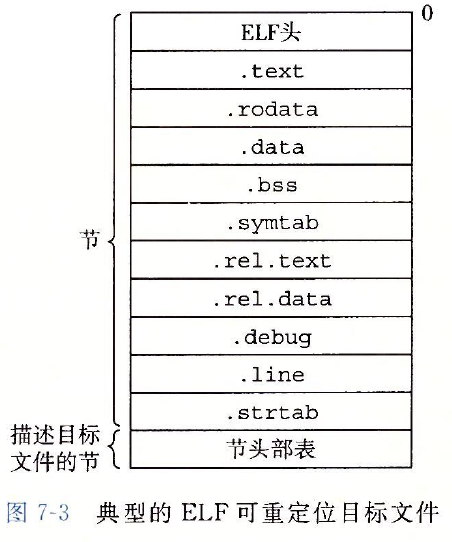 0
ELF头
.text
.rodata
.data
.bss
节
.symtab
.rel.text
.rel.data
.debug
.line
.strtab
描述目标
文件的节
节头部表
图 7-3 典型的 ELF 可重定位目标文件